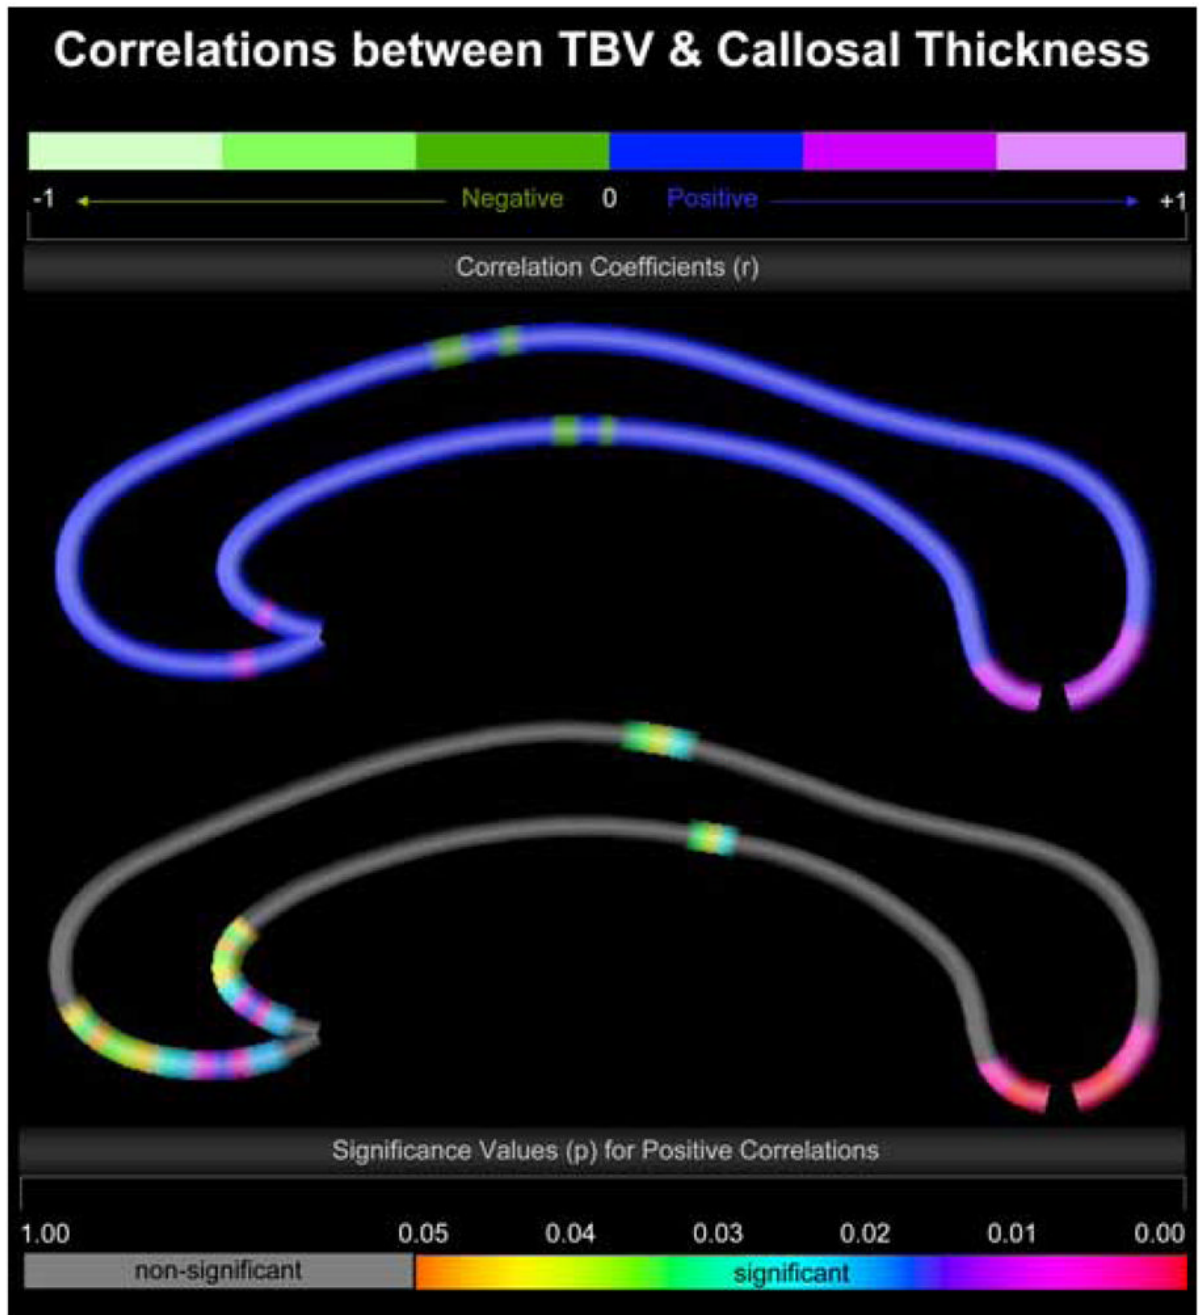 Correlations between TBV & Callosal Thickness
-1 Negative 0 Positive +1
Correlation Coefficients (r)
Significance Values (p) for Positive Correlations
1.00 0.05 0.04 0.03 0.02 0.01 0.00
non-significant significant